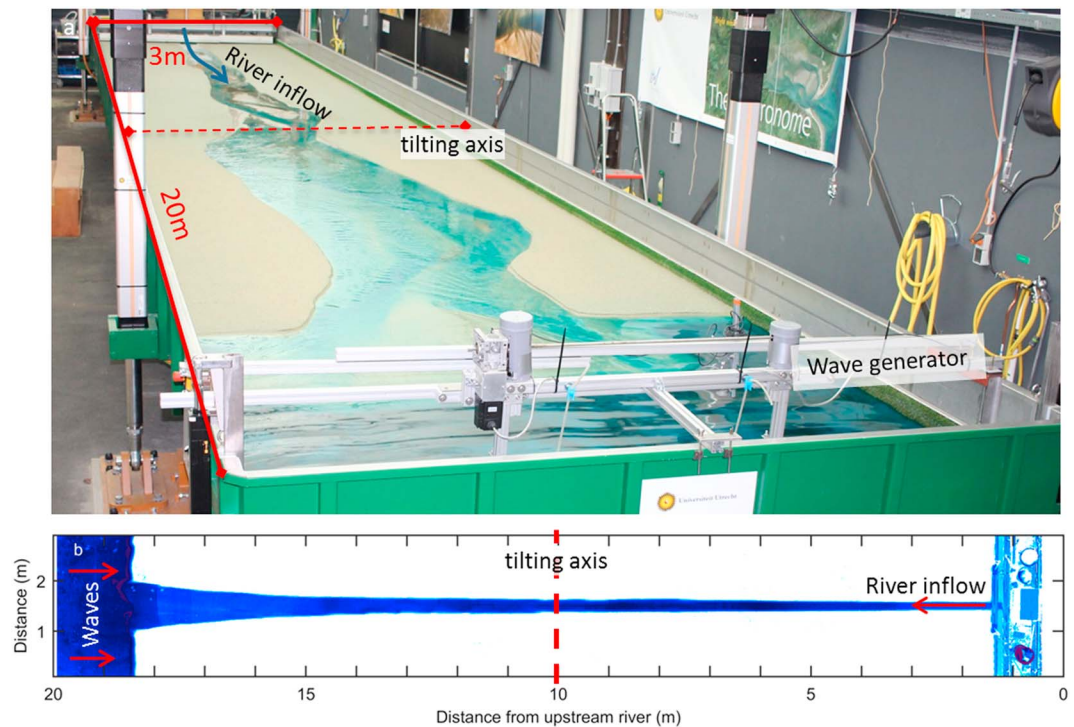 a
3m
River inflow
The
ronome
tilting axis
20m
Wave generator
Universiteit Utrecht
b
tilting axis
Distance (m)
2
1
Waves
River inflow
20
15
10
5
0
Distance from upstream river (m)